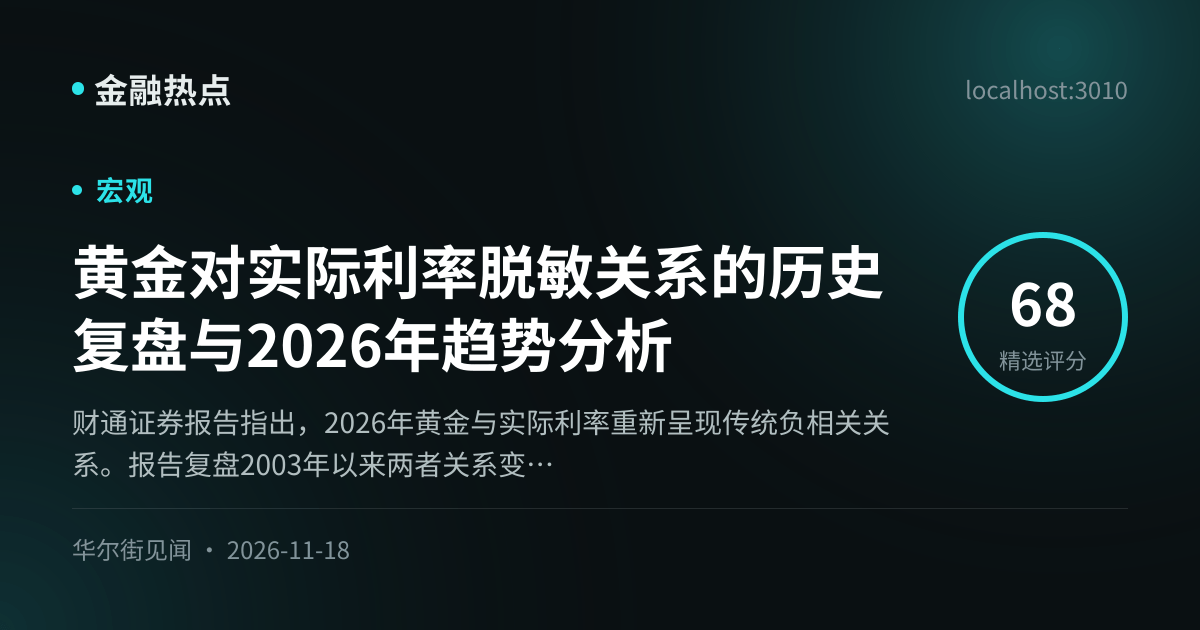 金融热点
localhost:3010
宏观
黄金对实际利率脱敏关系的历史
复盘与2026年趋势分析
68
精选评分
财通证券报告指出，2026年黄金与实际利率重新呈现传统负相关关
系。报告复盘2003年以来两者关系变…
华尔街见闻 · 2026-11-18